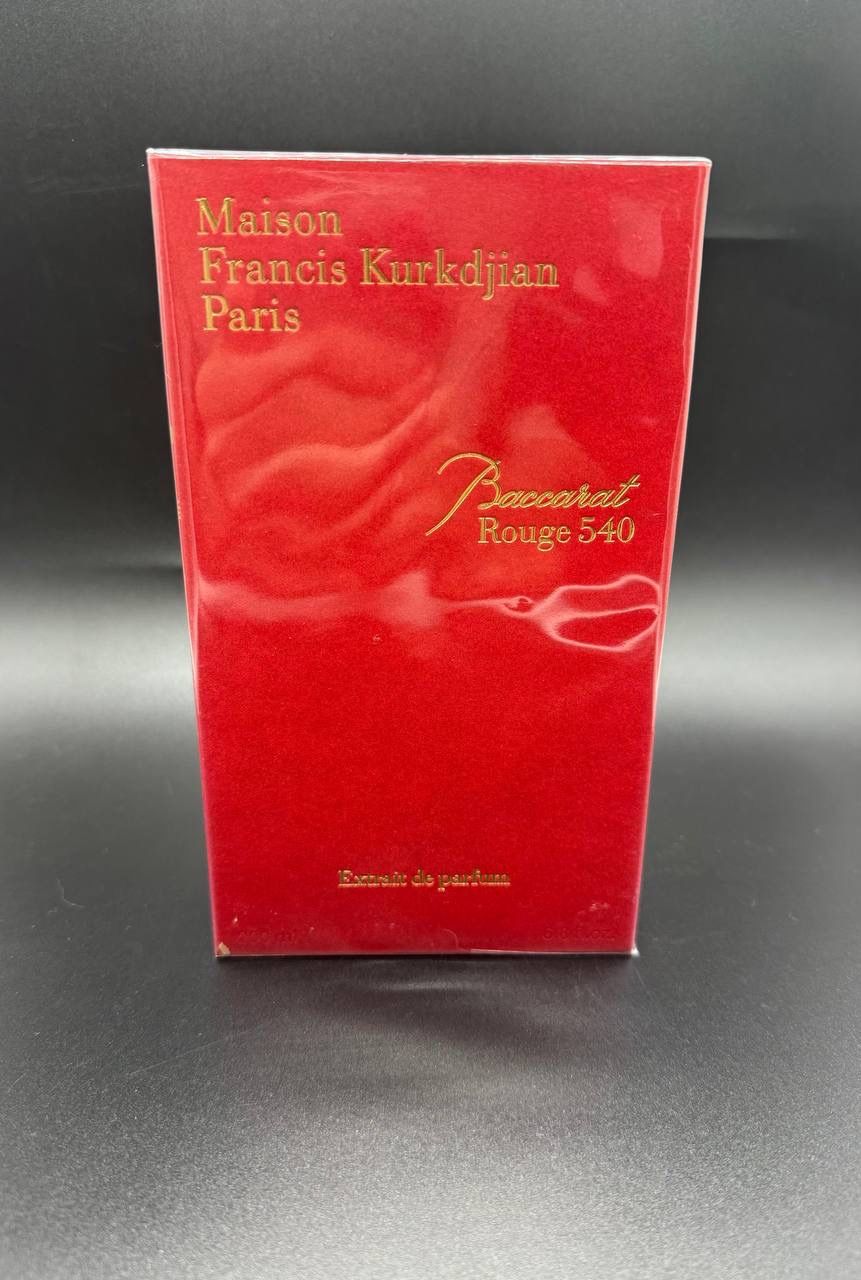 Maison
Francis Kurkdjian
Paris
Baccarat
Rouge 540
Extrait de parfum